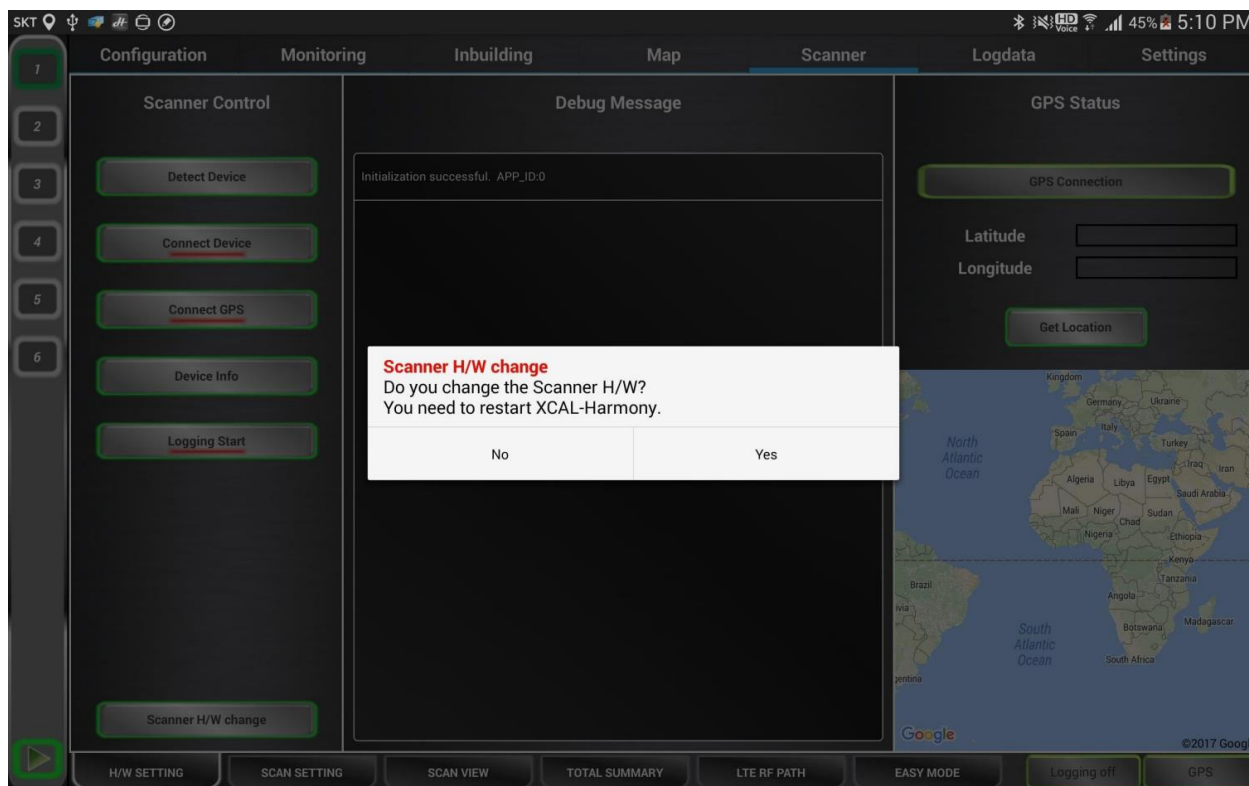 SKT
HD
Voice
45%
5:10 PM
Configuration
Monitoring
Inbuilding
Map
Scanner
Logdata
Settings
1
2
3
4
5
6
Scanner Control
Detect Device
Connect Device
Connect GPS
Device Info
Logging Start
Scanner H/W change
Debug Message
Initialization successful. APP_ID:0
Scanner H/W change
Do you change the Scanner H/W?
You need to restart XCAL-Harmony.
No
Yes
GPS Status
GPS Connection
Latitude
Longitude
Get Location
Kingdom
Germany
Ukraine
Spain
Italy
Turkey
North
Atlantic
Ocean
Iraq
Iran
Algeria
Libya
Egypt
Saudi Arabia
Mali
Niger
Sudan
Chad
Nigeria
Ethiopia
Kenya
Tanzania
Brazil
Angola
ivia
Botswana
Madagascar
South
Atlantic
Ocean
South Africa
gentina
Google
©2017 Googl
H/W SETTING
SCAN SETTING
SCAN VIEW
TOTAL SUMMARY
LTE RF PATH
EASY MODE
Logging off
GPS